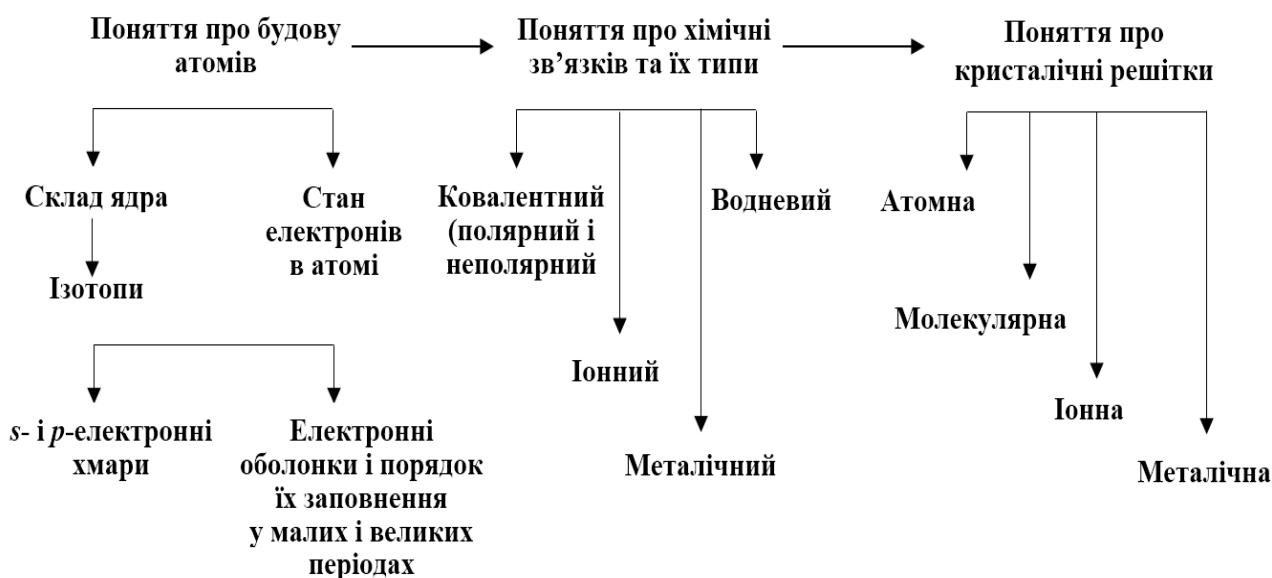 Поняття про будову
атомів
Поняття про хімічні
зв’язків та їх типи
Поняття про
кристалічні решітки
Склад ядра
Ізотопи
Стан
електронів
в атомі
s- і p-електронні
хмари
Електронні
оболонки і порядок
їх заповнення
у малих і великих
періодах
Ковалентний
(полярний і
неполярний
Іонний
Металічний
Водневий
Атомна
Молекулярна
Іонна
Металічна